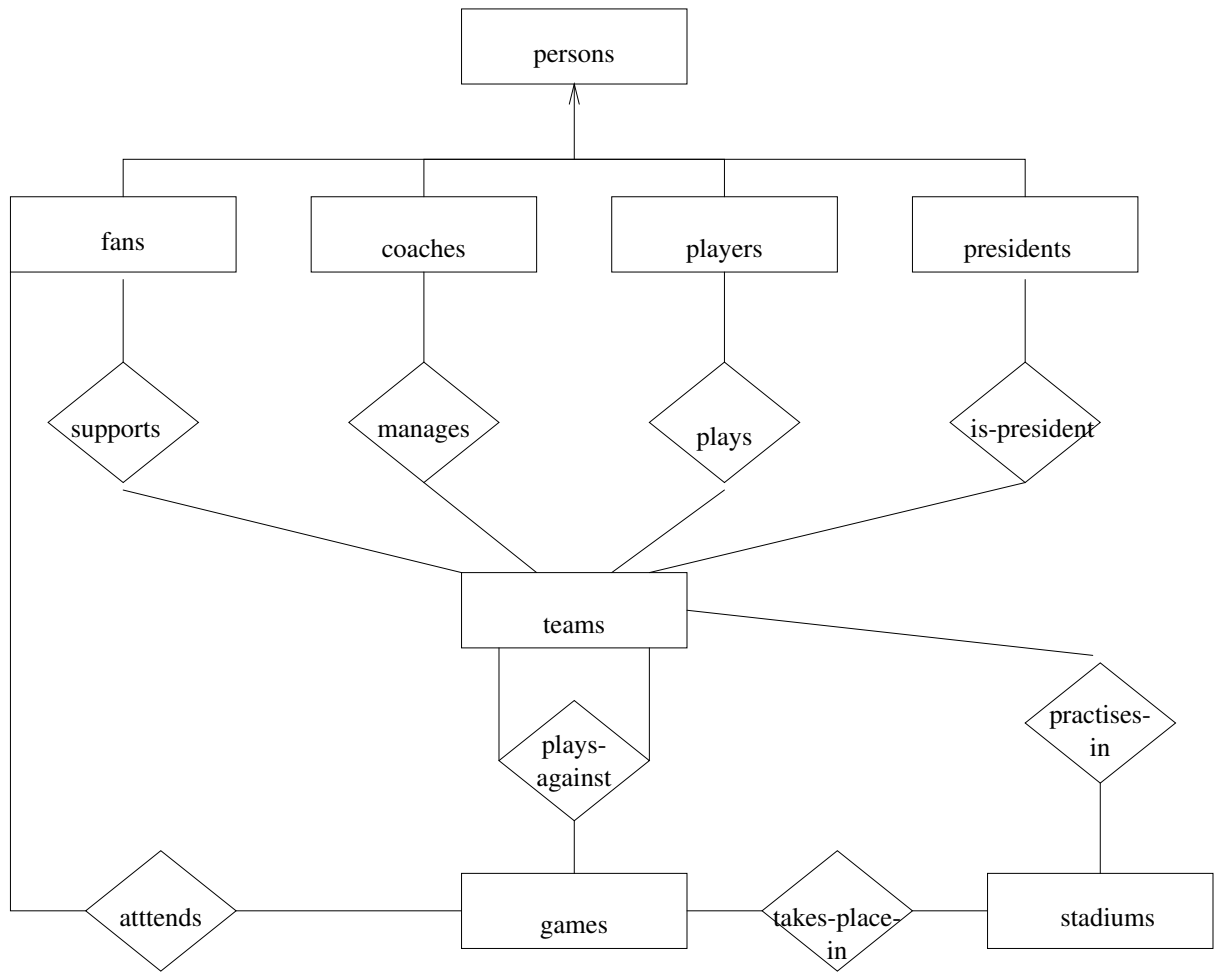 persons
fans
coaches
players
presidents
supports
manages
plays
is-president
teams
practises-
in
plays-
against
atttends
games
takes-place-
in
stadiums